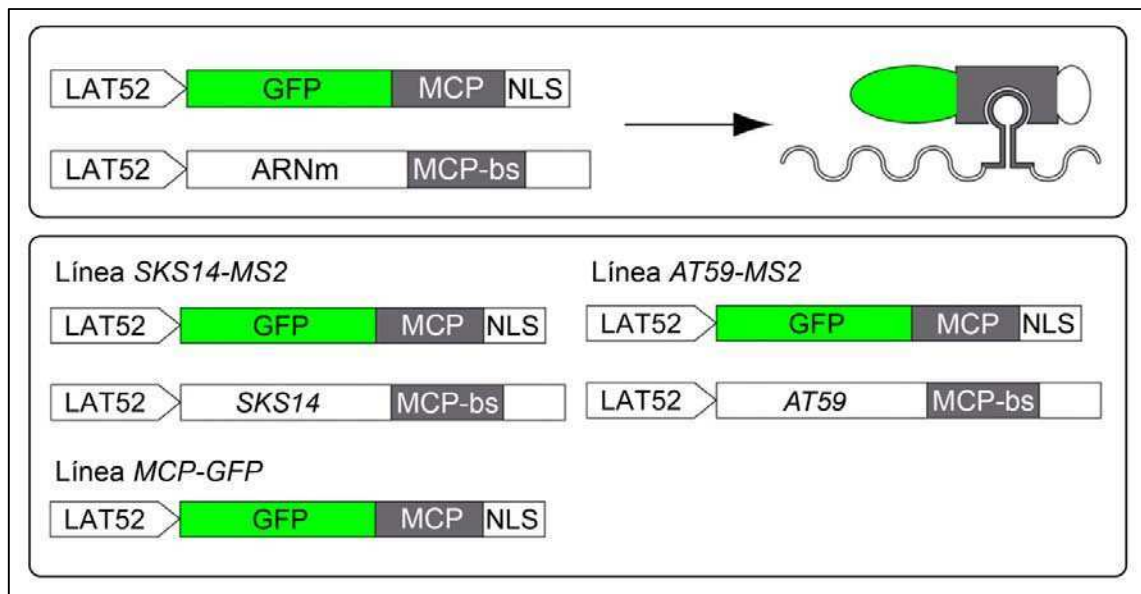 LAT52 GFP MCP NLS
LAT52 ARNm MCP-bs
Línea SKS14-MS2
LAT52 GFP MCP NLS
LAT52 SKS14 MCP-bs
Línea AT59-MS2
LAT52 GFP MCP NLS
LAT52 AT59 MCP-bs
Línea MCP-GFP
LAT52 GFP MCP NLS